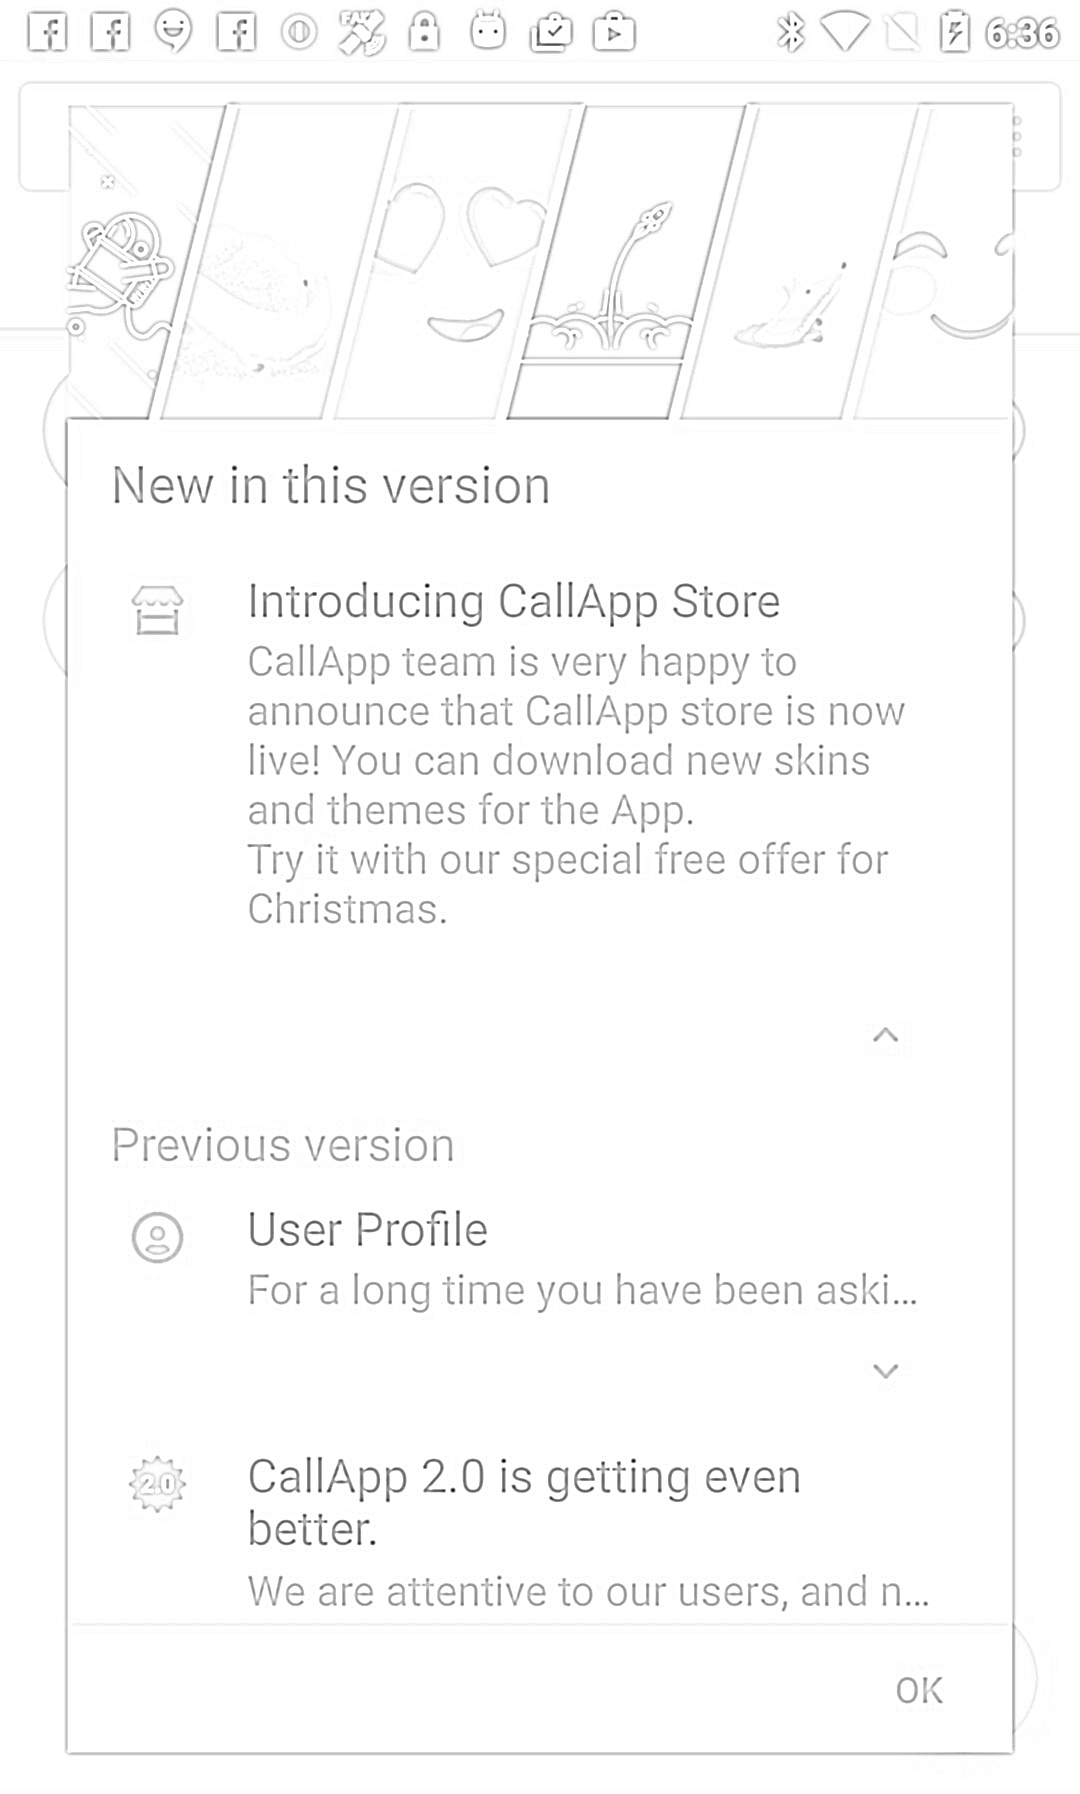 6:36
New in this version
Introducing CallApp Store
CallApp team is very happy to
announce that CallApp store is now
live! You can download new skins
and themes for the App.
Try it with our special free offer for
Christmas.
Previous version
User Profile
For a long time you have been aski...
2.0
CallApp 2.0 is getting even
better.
We are attentive to our users, and n...
OK